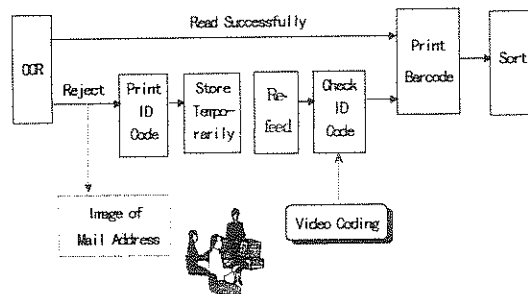 Read Successfully
OCR
Reject
Print
ID
Code
Store
Tempo-
rarily
Re-
feed
Check
ID
Code
Print
Barcode
Sort
Image of
Mail Address
Video Coding